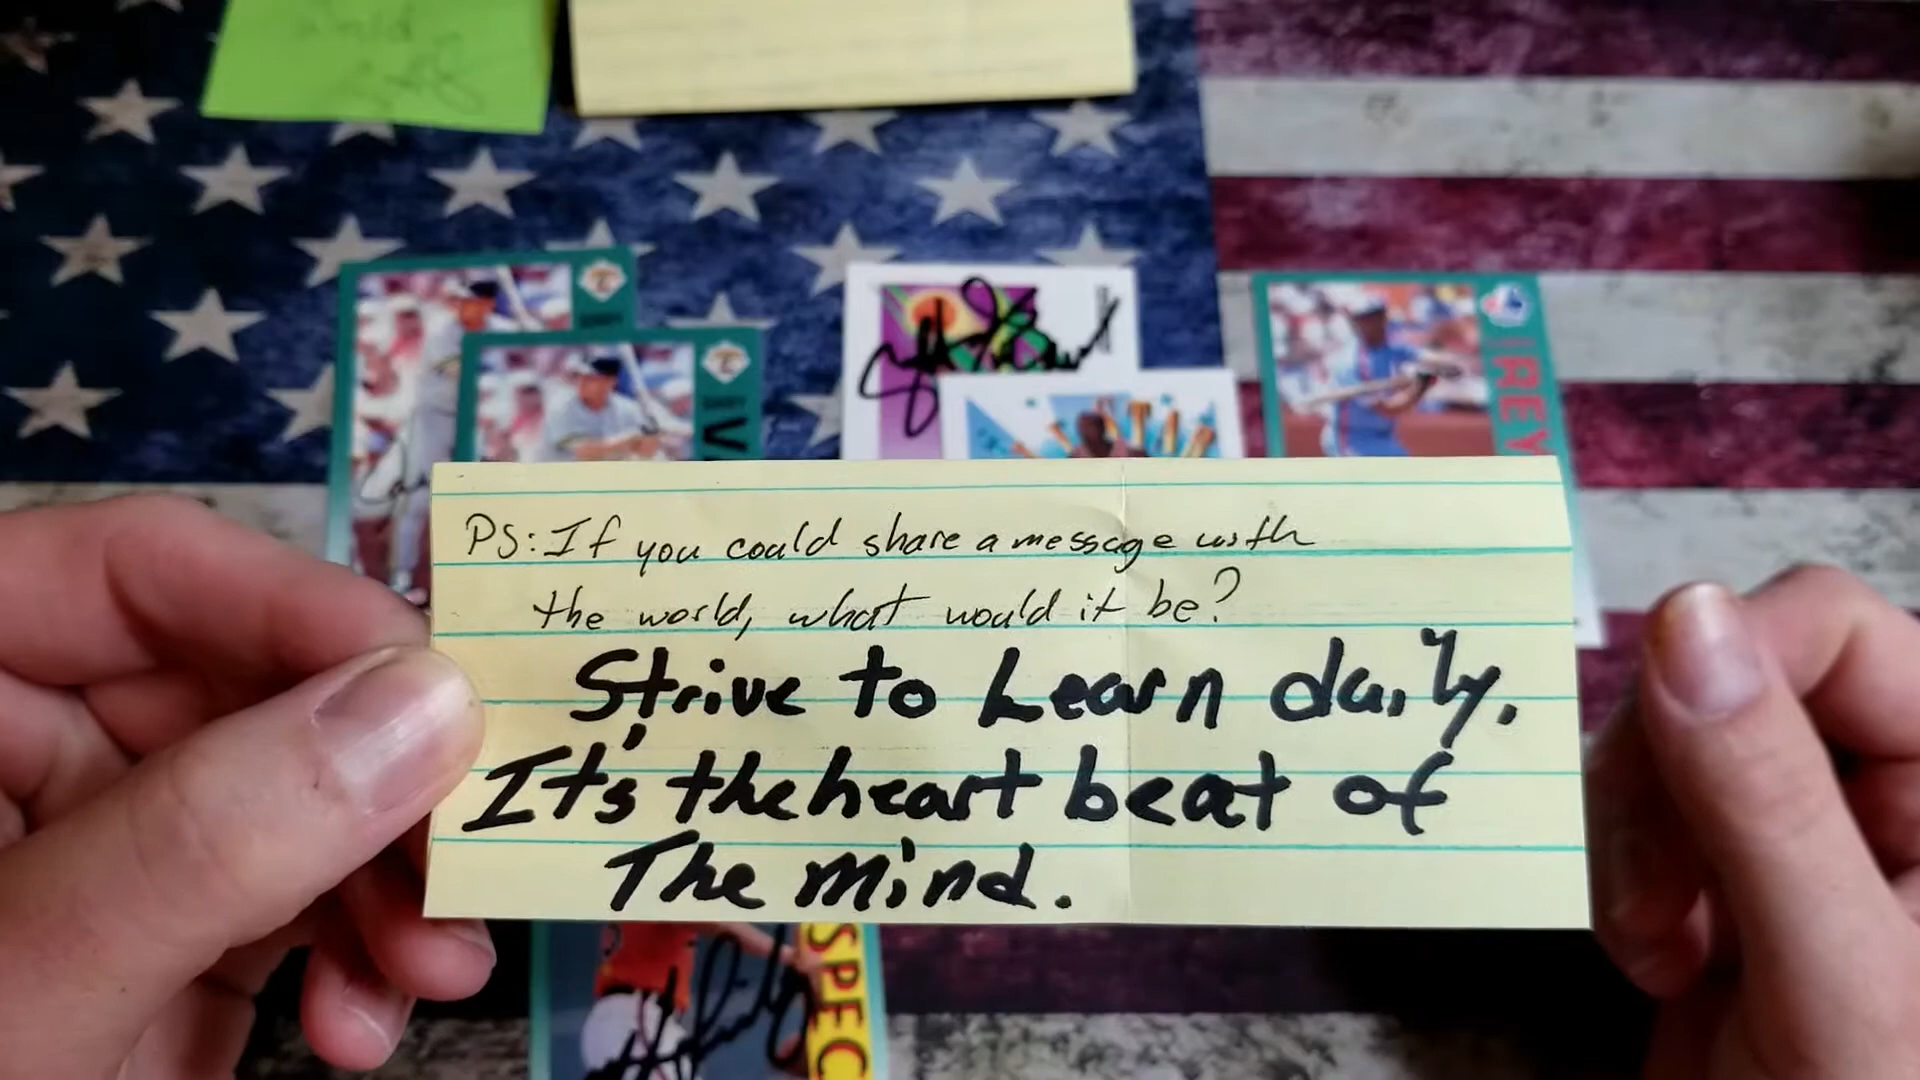 PS: If you could share a message with
the world, what would it be?
Strive to Learn daily.
It's the heart beat of
The mind.
SPEC